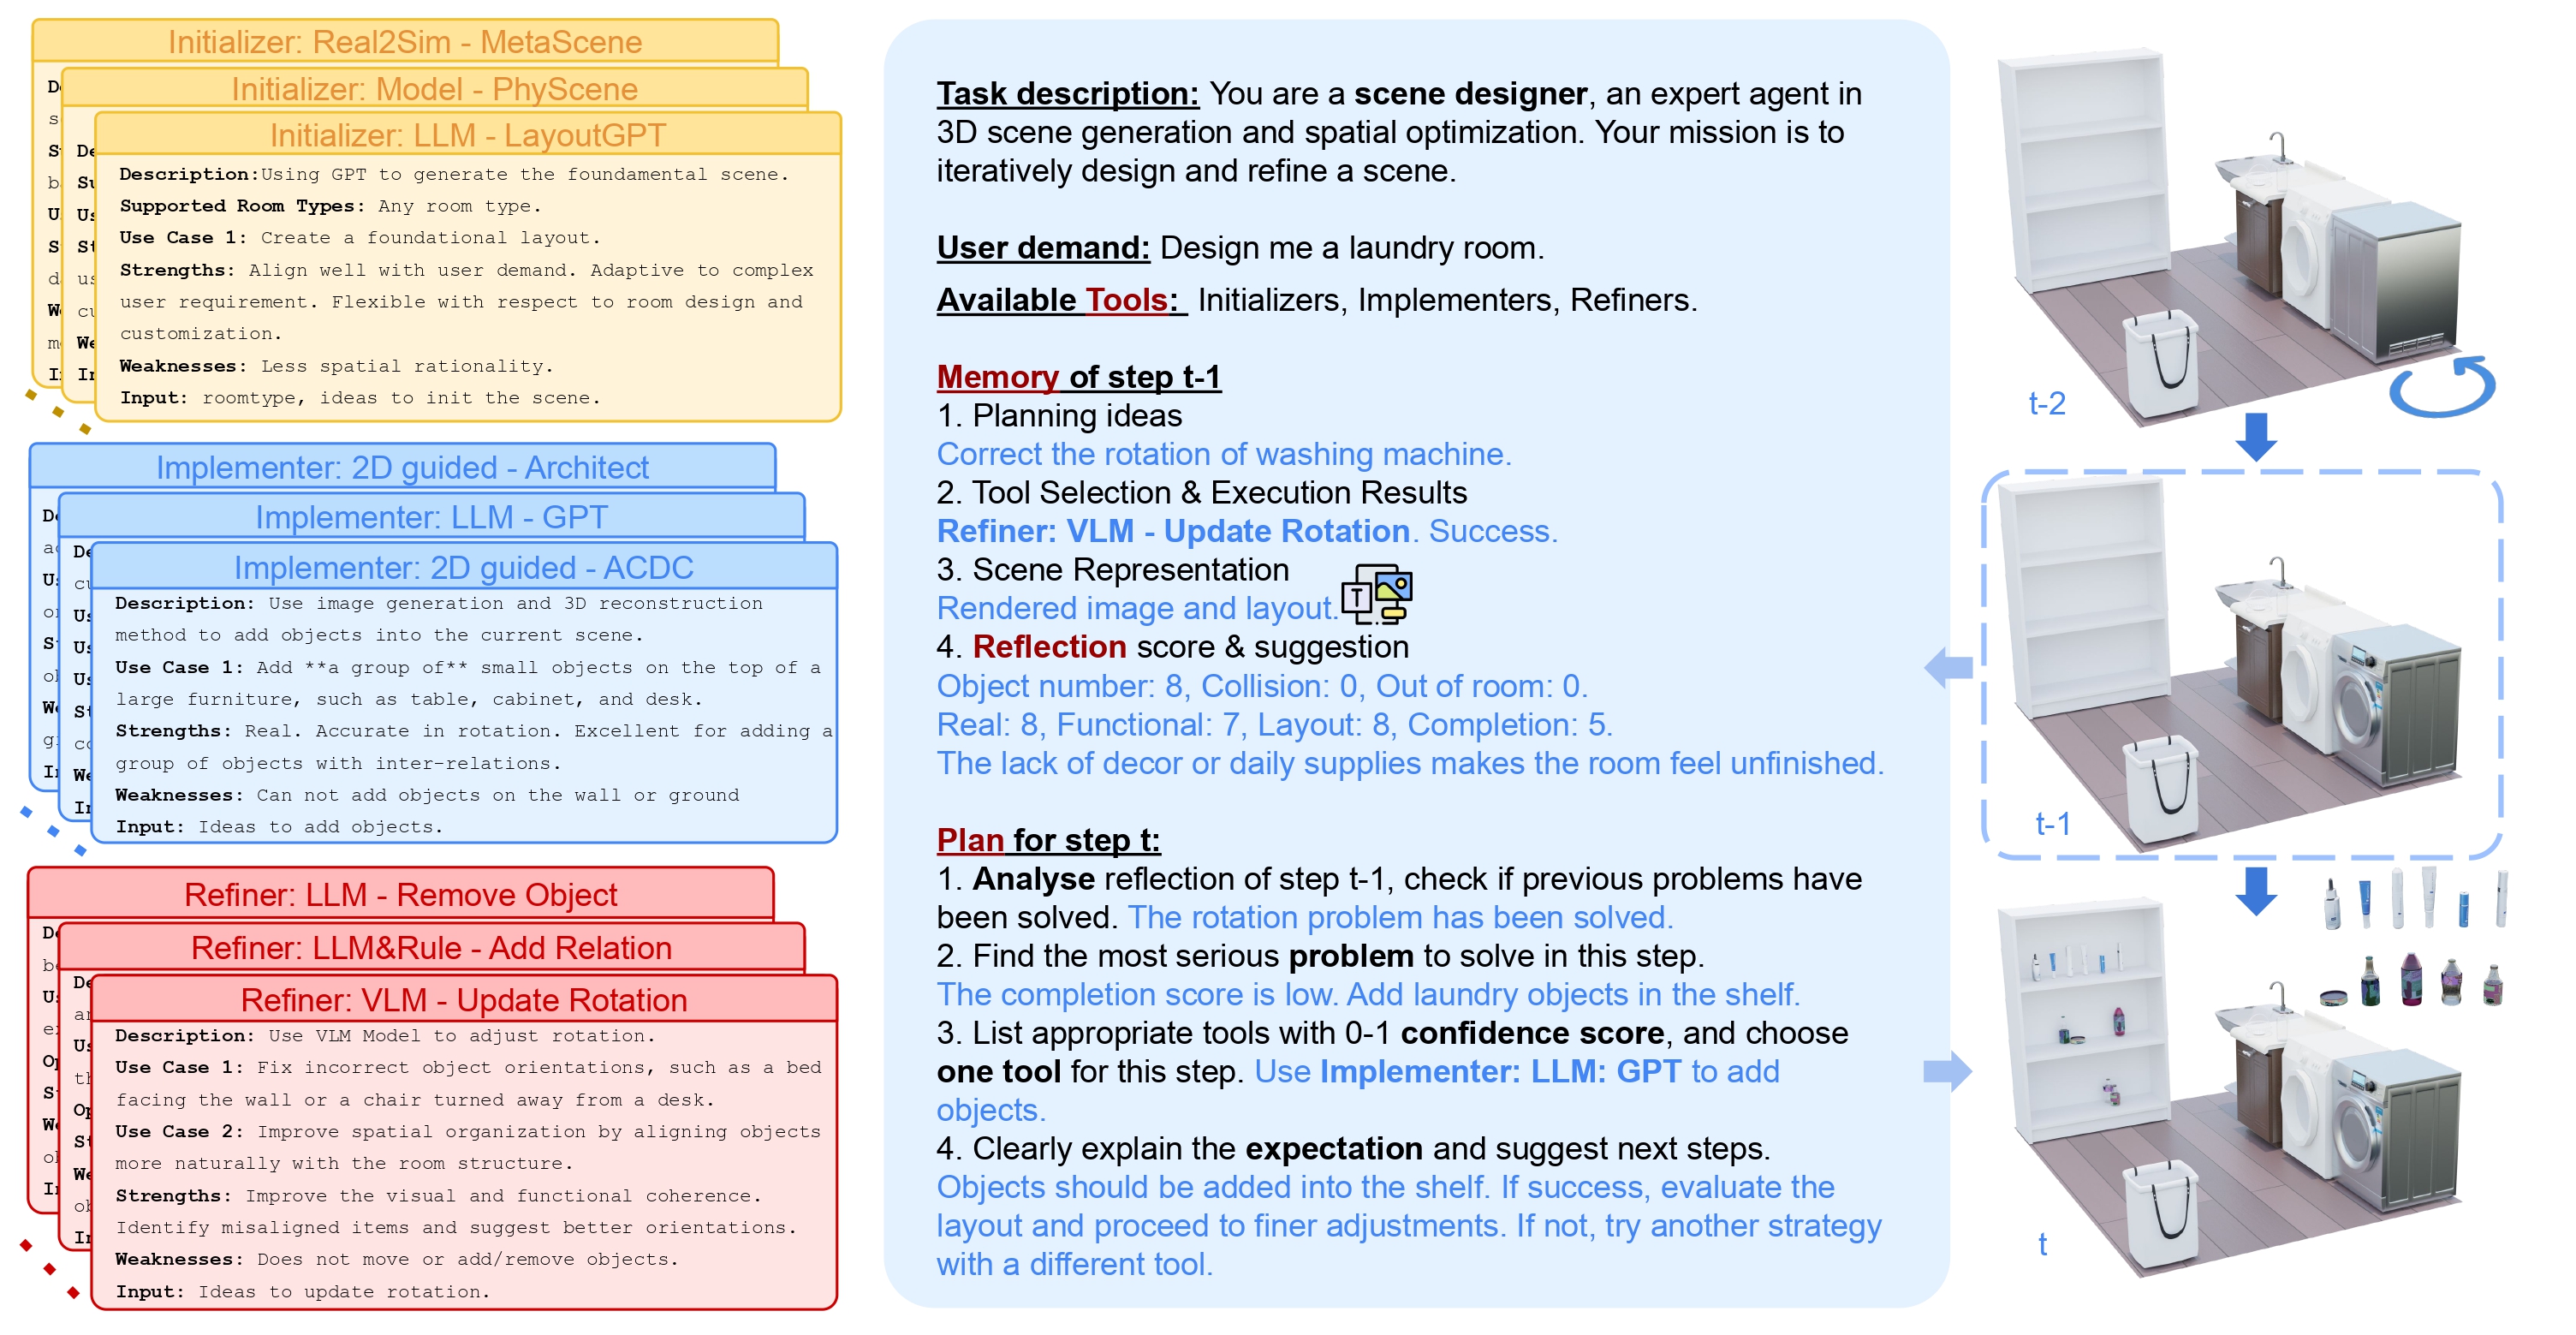 Initializer: Real2Sim - MetaScene
Initializer: Model - PhyScene
Initializer: LLM - LayoutGPT
Description:Using GPT to generate the foundamental scene.
Supported Room Types: Any room type.
Use Case 1: Create a foundational layout.
Strengths: Align well with user demand. Adaptive to complex
user requirement. Flexible with respect to room design and
customization.
Weaknesses: Less spatial rationality.
Input: roomtype, ideas to init the scene.
Implementer: 2D guided - Architect
Implementer: LLM - GPT
Implementer: 2D guided - ACDC
Description: Use image generation and 3D reconstruction
method to add objects into the current scene.
Use Case 1: Add **a group of** small objects on the top of a
large furniture, such as table, cabinet, and desk.
Strengths: Real. Accurate in rotation. Excellent for adding a
group of objects with inter-relations.
Weaknesses: Can not add objects on the wall or ground
Input: Ideas to add objects.
Refiner: LLM - Remove Object
Refiner: LLM&Rule - Add Relation
Refiner: VLM - Update Rotation
Description: Use VLM Model to adjust rotation.
Use Case 1: Fix incorrect object orientations, such as a bed
facing the wall or a chair turned away from a desk.
Use Case 2: Improve spatial organization by aligning objects
more naturally with the room structure.
Strengths: Improve the visual and functional coherence.
Identify misaligned items and suggest better orientations.
Weaknesses: Does not move or add/remove objects.
Input: Ideas to update rotation.
Task description: You are a scene designer, an expert agent in
3D scene generation and spatial optimization. Your mission is to
iteratively design and refine a scene.
User demand: Design me a laundry room.
Available Tools: Initializers, Implementers, Refiners.
Memory of step t-1
1. Planning ideas
Correct the rotation of washing machine.
2. Tool Selection & Execution Results
Refiner: VLM - Update Rotation. Success.
3. Scene Representation
Rendered image and layout.
T
4. Reflection score & suggestion
Object number: 8, Collision: 0, Out of room: 0.
Real: 8, Functional: 7, Layout: 8, Completion: 5.
The lack of decor or daily supplies makes the room feel unfinished.
Plan for step t:
1. Analyse reflection of step t-1, check if previous problems have
been solved. The rotation problem has been solved.
2. Find the most serious problem to solve in this step.
The completion score is low. Add laundry objects in the shelf.
3. List appropriate tools with 0-1 confidence score, and choose
one tool for this step. Use Implementer: LLM: GPT to add
objects.
4. Clearly explain the expectation and suggest next steps.
Objects should be added into the shelf. If success, evaluate the
layout and proceed to finer adjustments. If not, try another strategy
with a different tool.
t-2
t-1
t